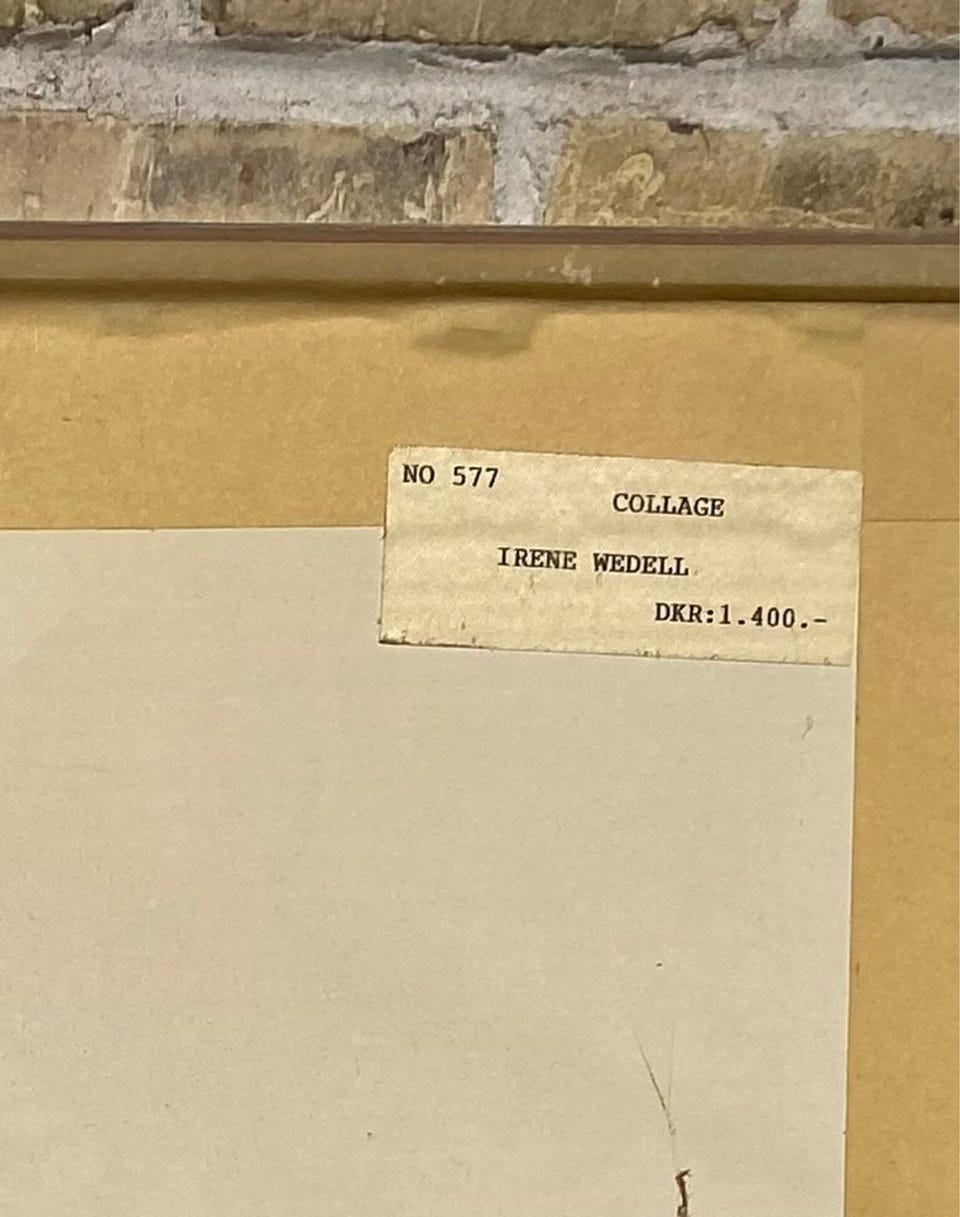 NO 577
COLLAGE
IRENE WEDELL
DKR:1.400.-